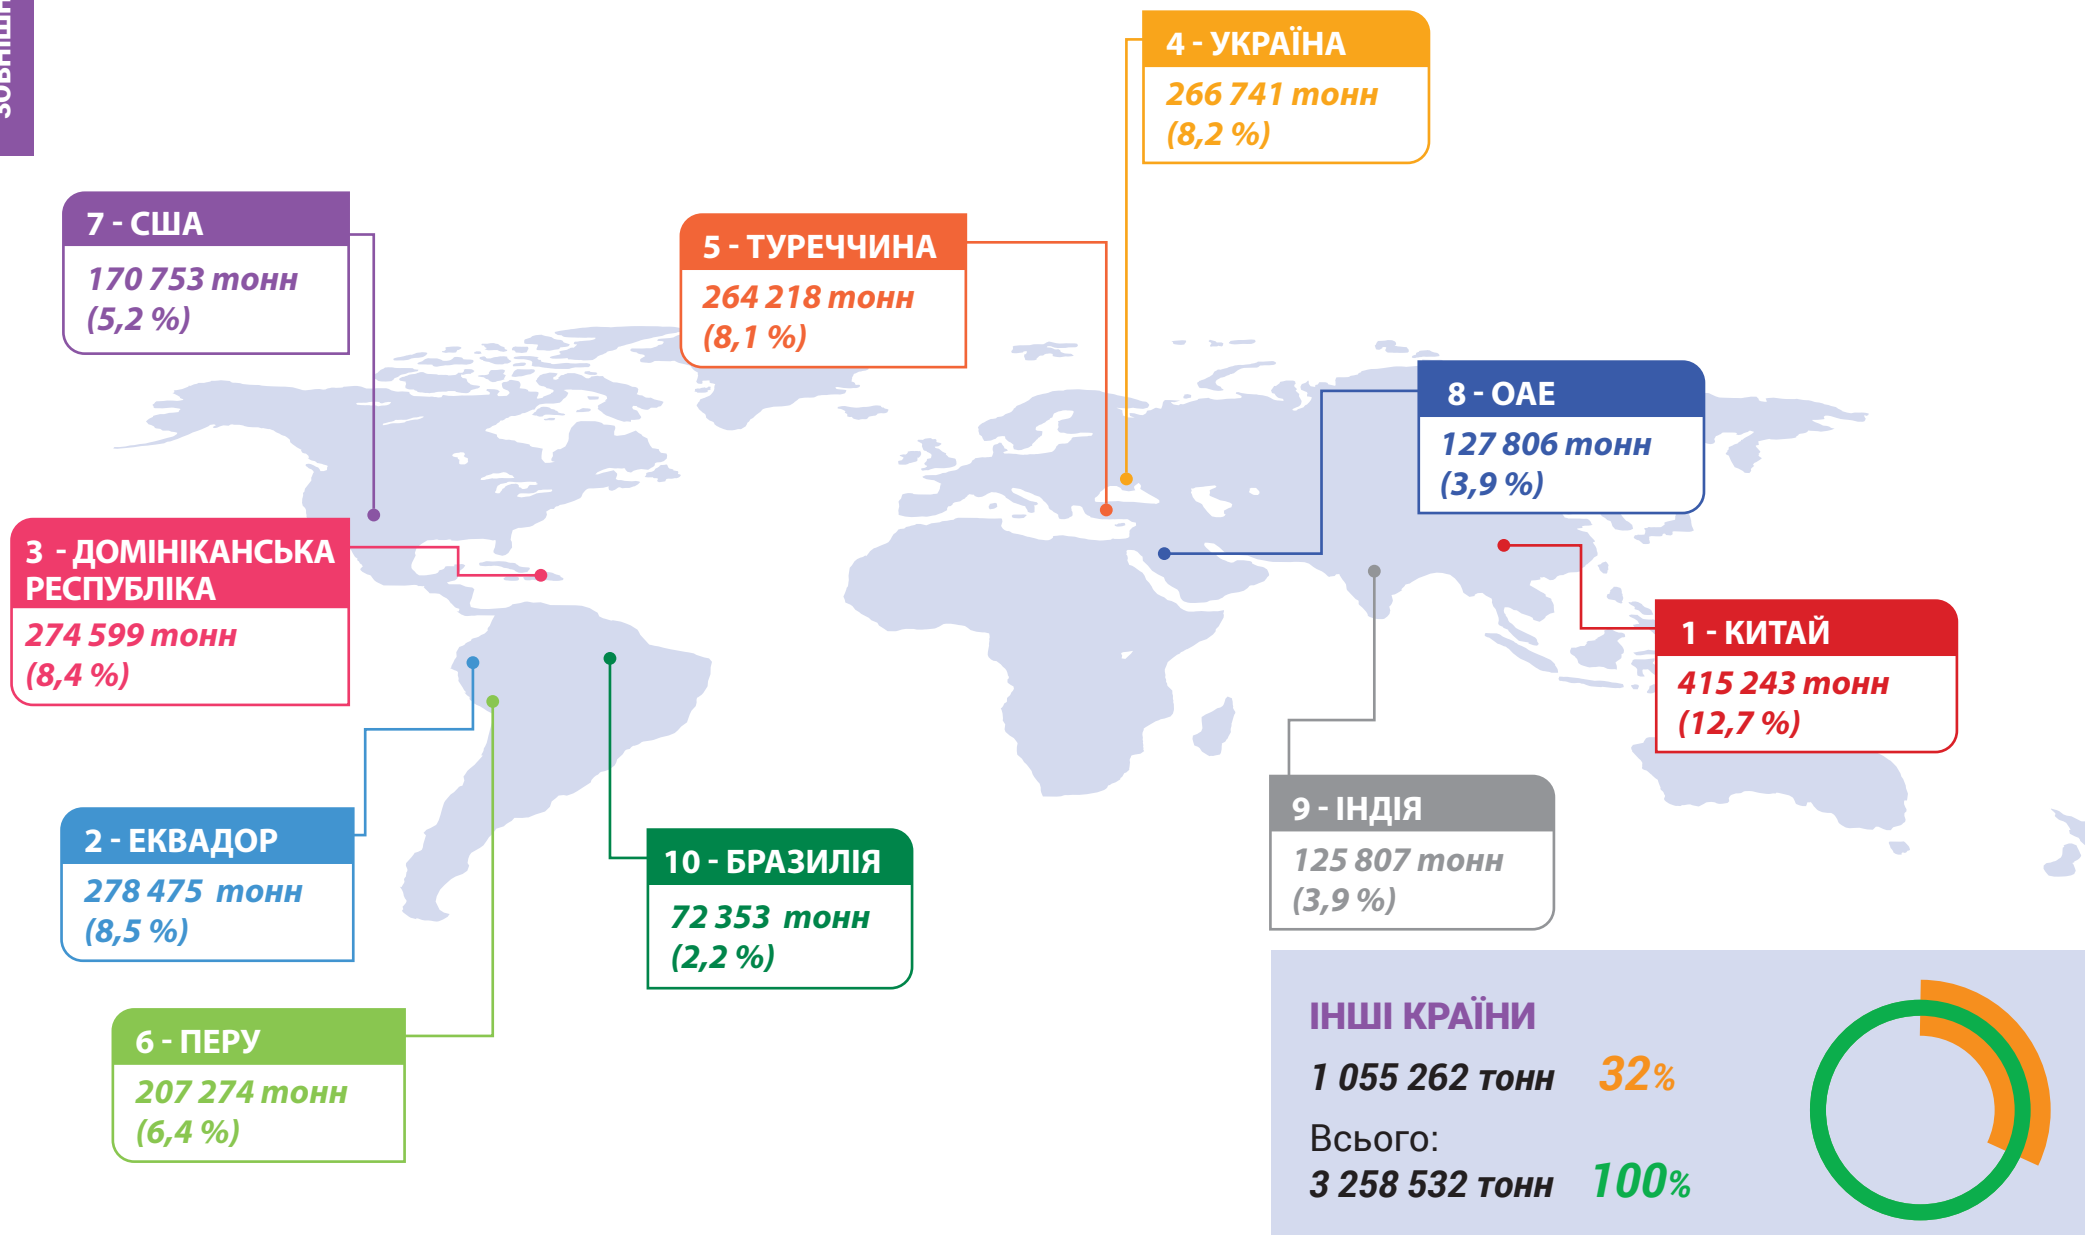 4 - УКРАЇНА
266 741 тонн
(8,2 %)
7 - США
170 753 тонн
(5,2 %)
5 - ТУРЕЧЧИНА
264 218 тонн
(8,1 %)
8 - ОАЕ
127 806 тонн
(3,9 %)
3 - ДОМІНІКАНСЬКА
РЕСПУБЛІКА
274 599 тонн
(8,4 %)
1 - КИТАЙ
415 243 тонн
(12,7 %)
2 - ЕКВАДОР
278 475 тонн
(8,5 %)
10 - БРАЗИЛІЯ
72 353 тонн
(2,2 %)
9 - ІНДІЯ
125 807 тонн
(3,9 %)
6 - ПЕРУ
207 274 тонн
(6,4 %)
ІНШІ КРАЇНИ
1 055 262 тонн 32%
Всього:
3 258 532 тонн 100%